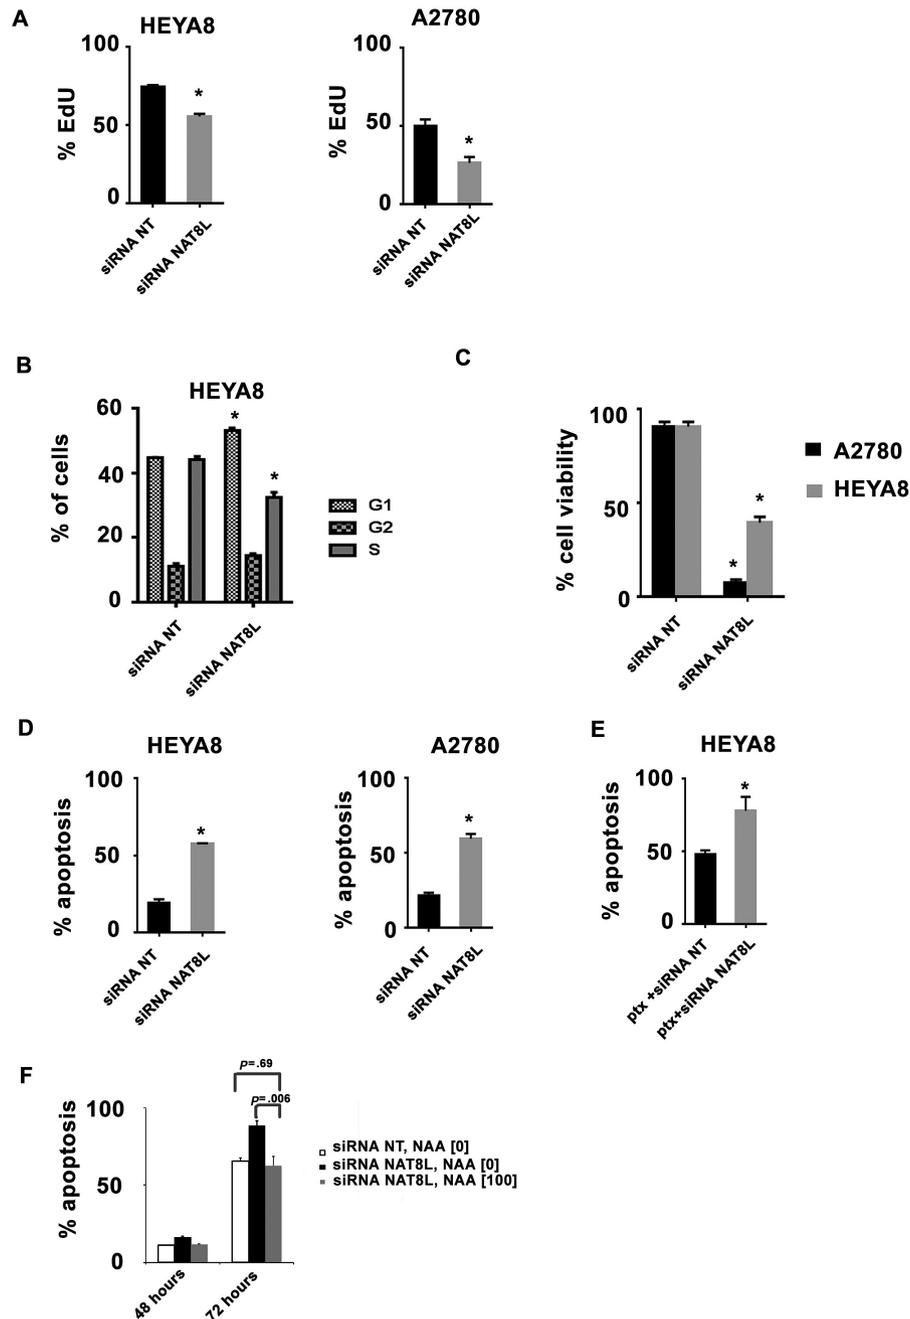 A
HEYA8
A2780
100
50
0
% EdU
*
siRNA NT
siRNA NAT8L
100
50
0
% EdU
*
siRNA NT
siRNA NAT8L
B
HEYA8
60
40
20
0
% of cells
*
*
G1
G2
S
siRNA NT
siRNA NAT8L
C
100
50
0
% cell viability
*
*
A2780
HEYA8
siRNA NT
siRNA NAT8L
D
HEYA8
100
50
0
% apoptosis
*
siRNA NT
siRNA NAT8L
A2780
100
50
0
% apoptosis
*
siRNA NT
siRNA NAT8L
E
HEYA8
100
50
0
% apoptosis
*
ptx +siRNA NT
ptx+siRNA NAT8L
F
P=.69
P=.006
100
50
0
% apoptosis
siRNA NT, NAA [0]
siRNA NAT8L, NAA [0]
siRNA NAT8L, NAA [100]
48 hours
72 hours